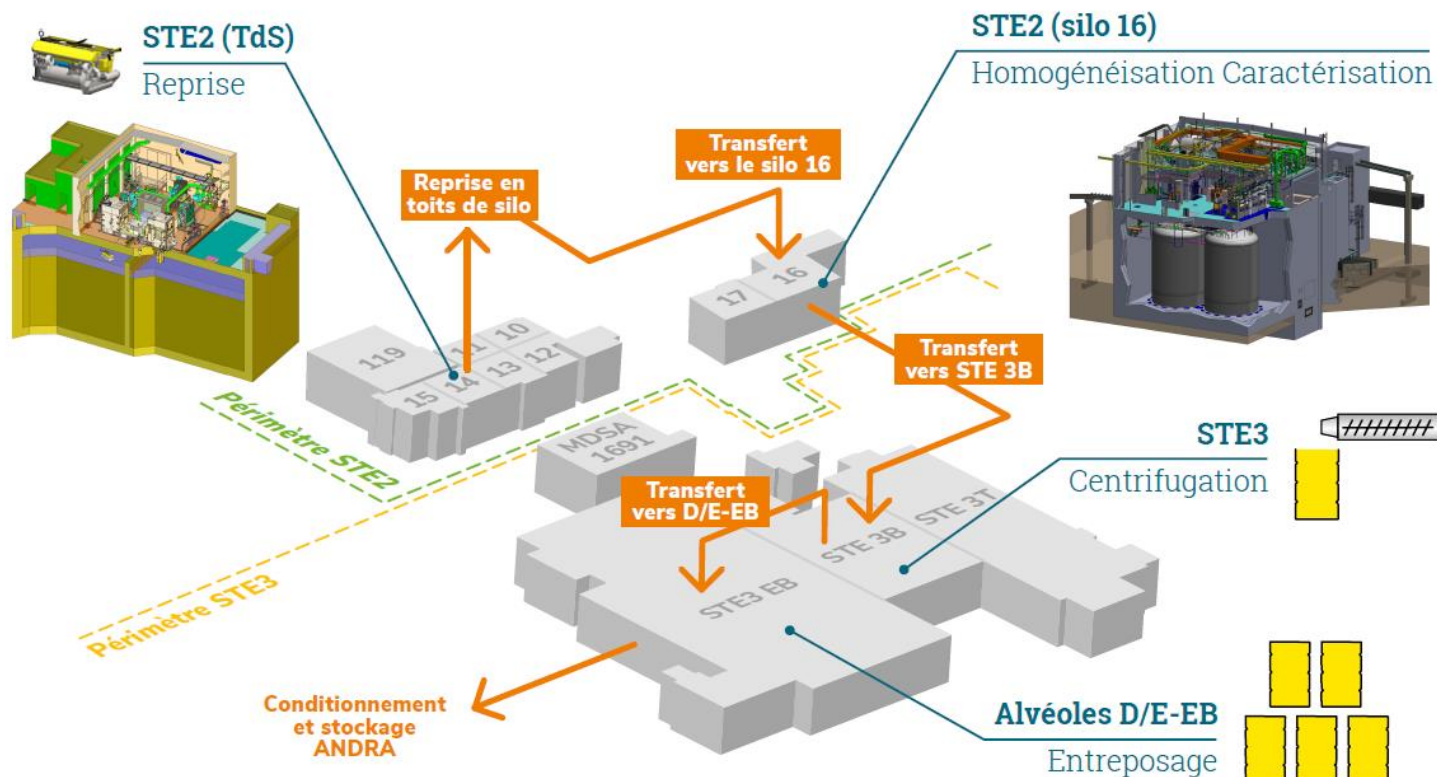 STE2 (TdS)
Reprise
STE2 (silo 16)
Homogénéisation Caractérisation
Transfert
vers le silo 16
Reprise en
toits de silo
16
17
119
11
10
15
14
13
12
Transfert
vers STE 3B
Périmètre STE2
MDSA
1691
STE3
Centrifugation
Transfert
vers D/E-EB
STE 3B
STE 3T
STE3 EB
Périmètre STE3
Conditionnement
et stockage
ANDRA
Alvéoles D/E-EB
Entreposage